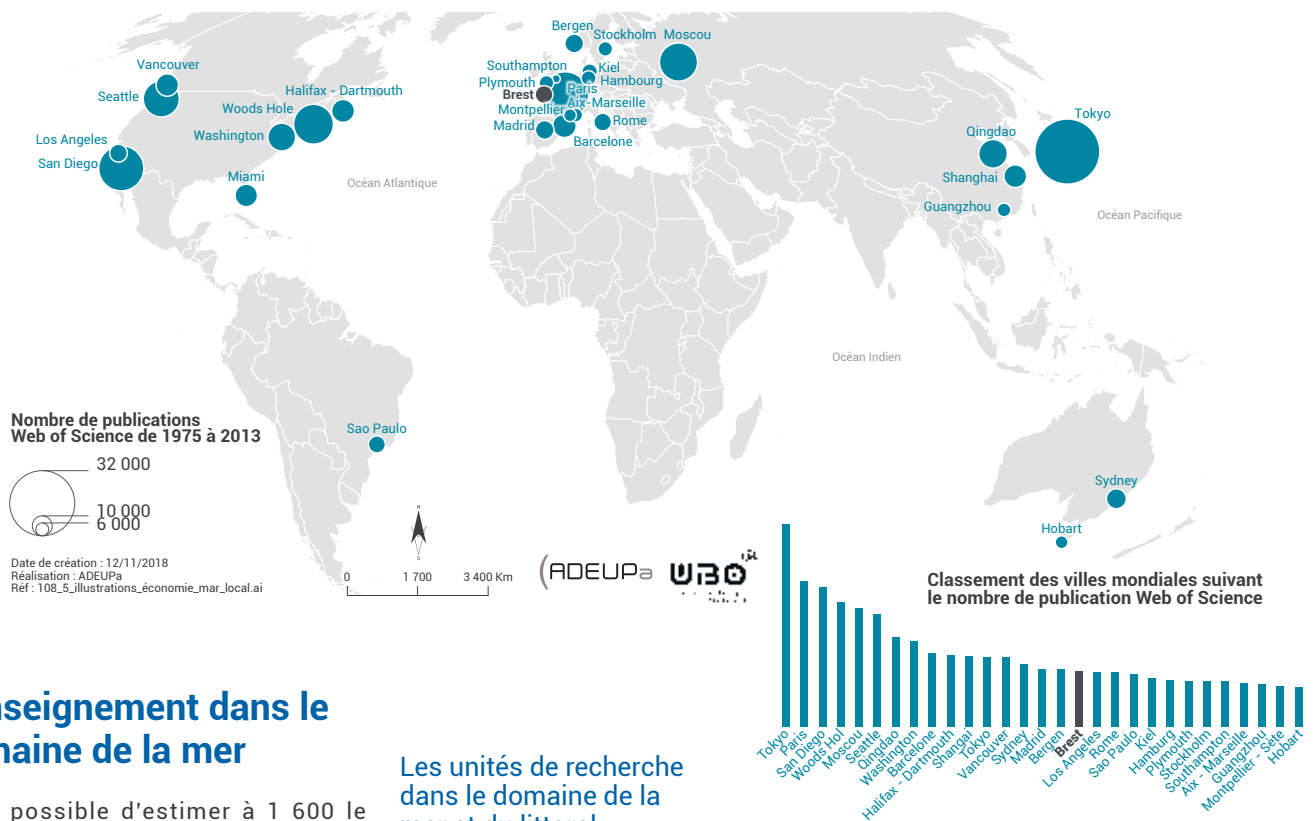 Bergen
Stockholm
Moscou
Vancouver
Southampton
Kiel
Seattle
Halifax - Dartmouth
Plymouth
Hambourg
Brest
Paris
Woods Hole
Montpellier
Aix-Marseille
Tokyo
Washington
Madrid
Rome
Qingdao
Los Angeles
Barcelone
San Diego
Shanghai
Miami
Océan Atlantique
Guangzhou
Océan Pacifique
Océan Indien
Nombre de publications
Web of Science de 1975 à 2013
Sao Paulo
32 000
10 000
6 000
Sydney
Hobart
N
S
Date de création : 12/11/2018
Réalisation : ADEUPa
Réf : 108_5_illustrations_économie_mar_local.ai
0 1 700 3 400 Km
ADEUPa
UBO
Classement des villes mondiales suivant
le nombre de publication Web of Science
Tokyo
Paris
San Diego
Woods Hol
Moscou
Seattle
Qingdao
Washington
Barcelone
Halifax - Dartmouth
Shangai
Tokyo
Vancouver
Sydney
Madrid
Bergen
Brest
Los Angeles
Rome
Sao Paulo
Kiel
Hamburg
Plymouth
Stockholm
Southampton
Aix - Marseille
Guangzhou
Montpellier - Sète
Hobart
nseignement dans le
maine de la mer
possible d'estimer à 1 600 le
Les unités de recherche
dans le domaine de la
mer et du littoral